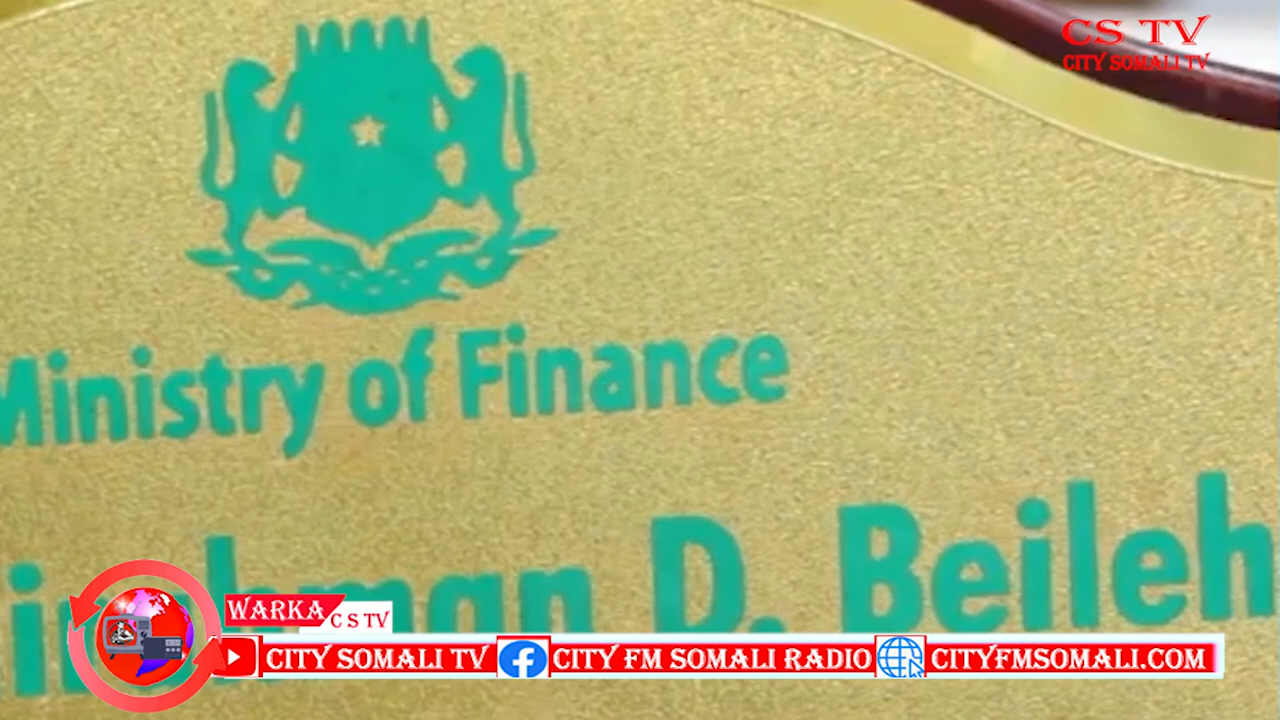 CS TV
CITY SOMALI TV
Ministry of Finance
D. Beileh
WARKA
C S TV
CITY SOMALI TV
CITY FM SOMALI RADIO
CITYFMSOMALI.COM